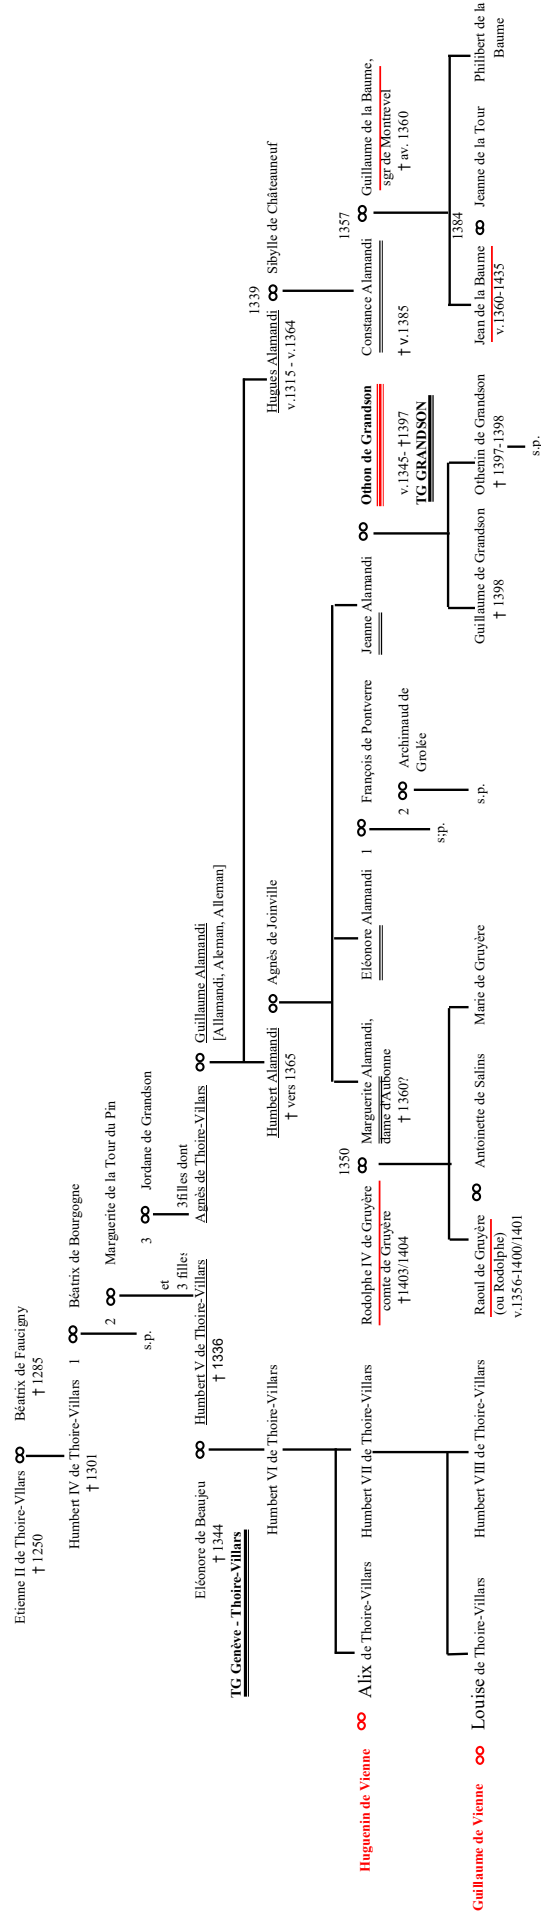 Etienne II de Thoire-Vllars
† 1250
Béatrix de Faucigny
† 1285
Humbert IV de Thoire-Villars
† 1301
1
Béatrix de Bourgogne
s.p.
2
Marguerite de la Tour du Pin
3
Jordane de Grandson
et
3 filles
3filles dont
Eléonore de Beaujeu
† 1344
Humbert V de Thoire-Villars
† 1336
Agnès de Thoire-Villars
Guillaume Alamandi
[Allamandi, Aleman, Alleman]
TG Genève - Thoire-Villars
Humbert VI de Thoire-Villars
Humbert Alamandi
† vers 1365
Agnès de Joinville
Hugues Alamandi
v.1315 - v.1364
1339
Sibylle de Châteauneuf
Huguenin de Vienne
Alix de Thoire-Villars
Humbert VII de Thoire-Villars
Rodolphe IV de Gruyère
comte de Gruyère
†1403/1404
1350
Marguerite Alamandi,
dame d'Aubonne
† 1360?
Eléonore Alamandi
1
François de Pontverre
s;p.
2
Archimaud de
Grolée
s.p.
Jeanne Alamandi
Othon de Grandson
v.1345- †1397
TG GRANDSON
Constance Alamandi
† v.1385
1357
Guillaume de la Baume,
sgr de Montrevel
† av. 1360
Guillaume de Vienne
Louise de Thoire-Villars
Humbert VIII de Thoire-Villars
Raoul de Gruyère
(ou Rodolphe)
v.1356-1400/1401
Antoinette de Salins
Marie de Gruyère
Guillaume de Grandson
† 1398
Othenin de Grandson
† 1397-1398
s.p.
Jean de la Baume
v.1360-1435
1384
Jeanne de la Tour
Philibert de la
Baume